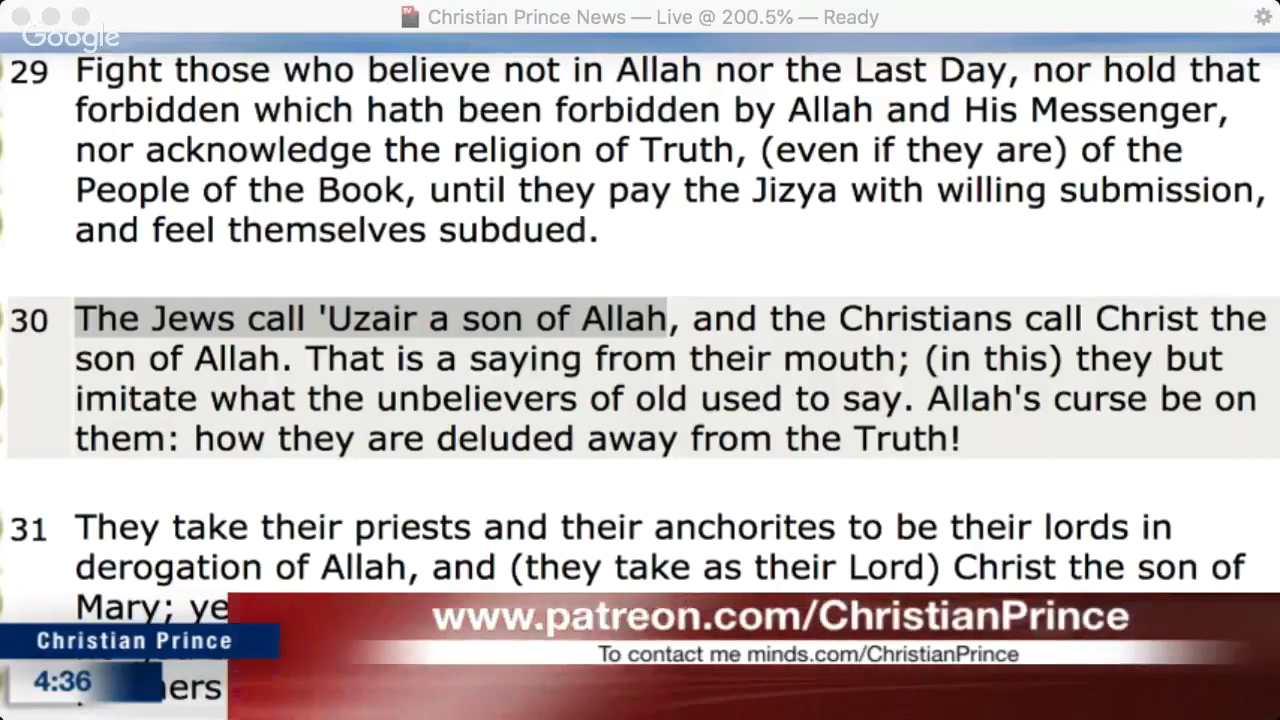 Christian Prince News — Live @ 200.5% — Ready
Google
29 Fight those who believe not in Allah nor the Last Day, nor hold that
forbidden which hath been forbidden by Allah and His Messenger,
nor acknowledge the religion of Truth, (even if they are) of the
People of the Book, until they pay the Jizya with willing submission,
and feel themselves subdued.
30 The Jews call 'Uzair a son of Allah, and the Christians call Christ the
son of Allah. That is a saying from their mouth; (in this) they but
imitate what the unbelievers of old used to say. Allah's curse be on
them: how they are deluded away from the Truth!
31 They take their priests and their anchorites to be their lords in
derogation of Allah, and (they take as their Lord) Christ the son of
Mary; ye
www.patreon.com/ChristianPrince
Christian Prince
To contact me minds.com/ChristianPrince
4:36